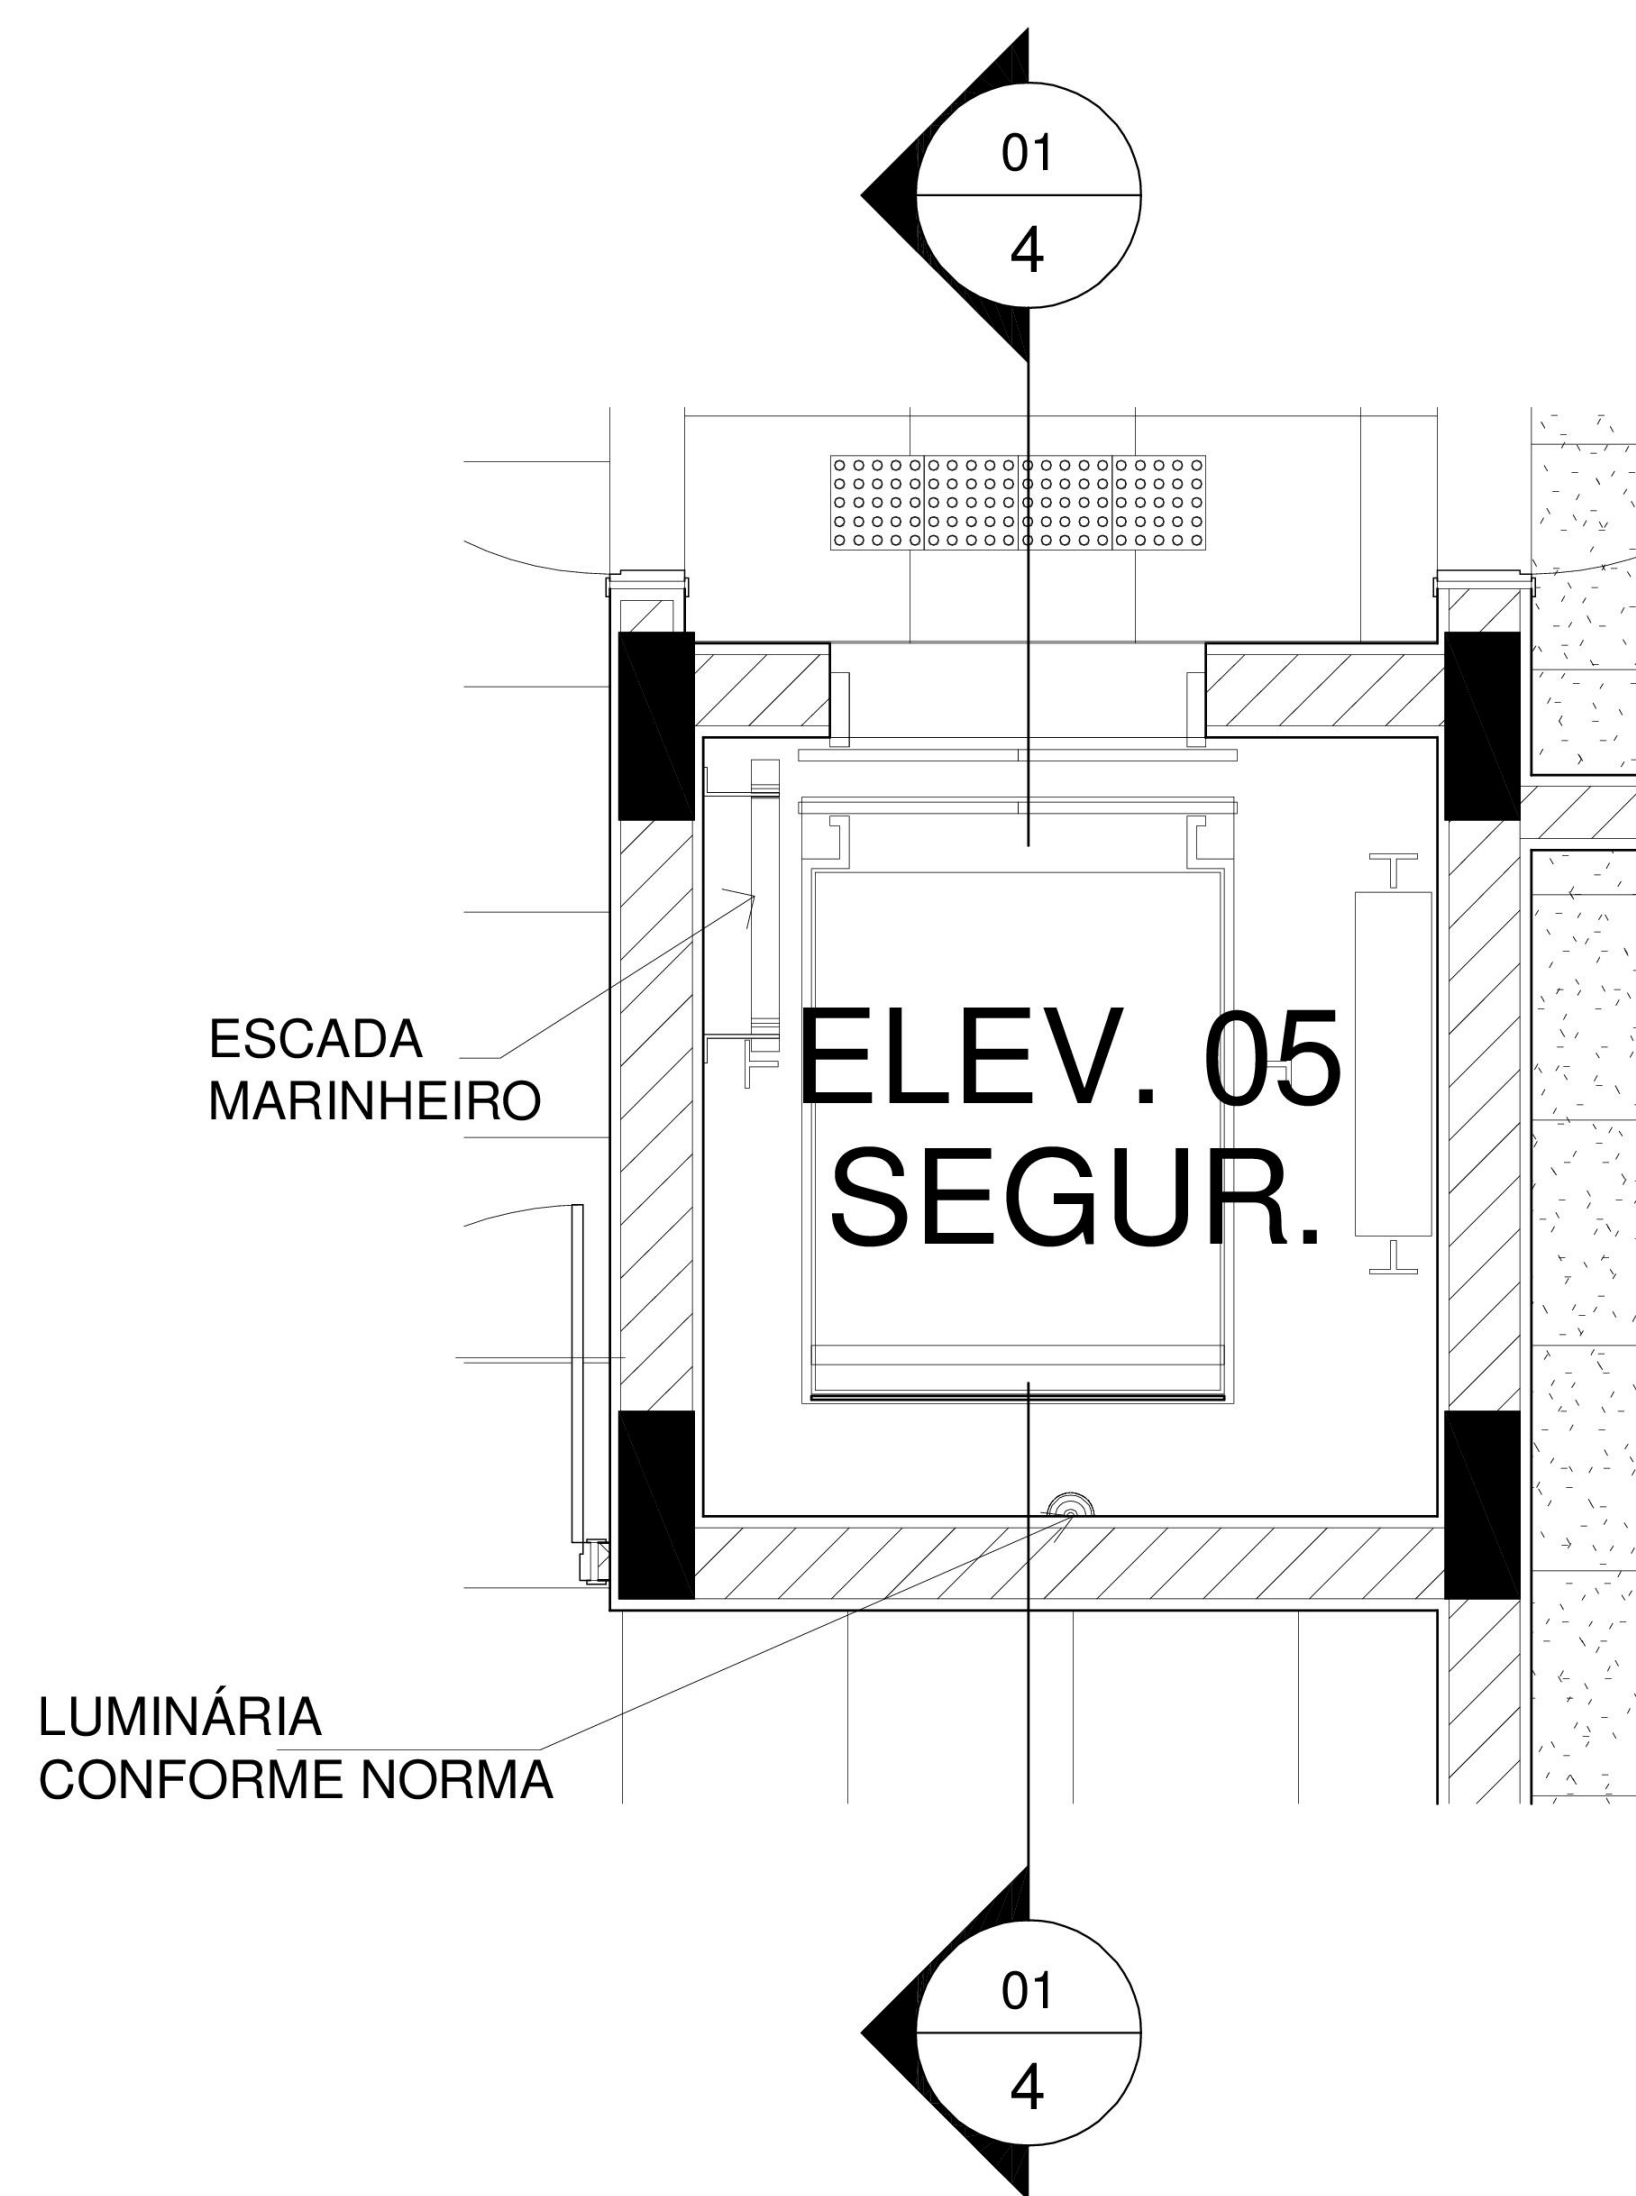 01
4
ESCADA
MARINHEIRO
ELEV. 05
SEGUR.
LUMINÁRIA
CONFORME NORMA
01
4